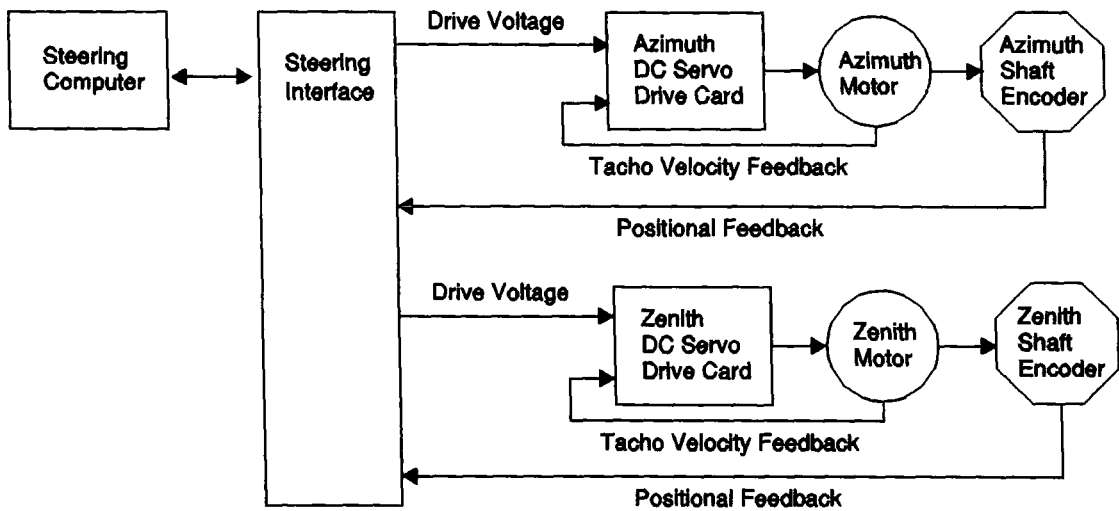 Steering
Computer
Steering
Interface
Drive Voltage
Azimuth
DC Servo
Drive Card
Azimuth
Motor
Azimuth
Shaft
Encoder
Tacho Velocity Feedback
Positional Feedback
Drive Voltage
Zenith
DC Servo
Drive Card
Zenith
Motor
Zenith
Shaft
Encoder
Tacho Velocity Feedback
Positional Feedback